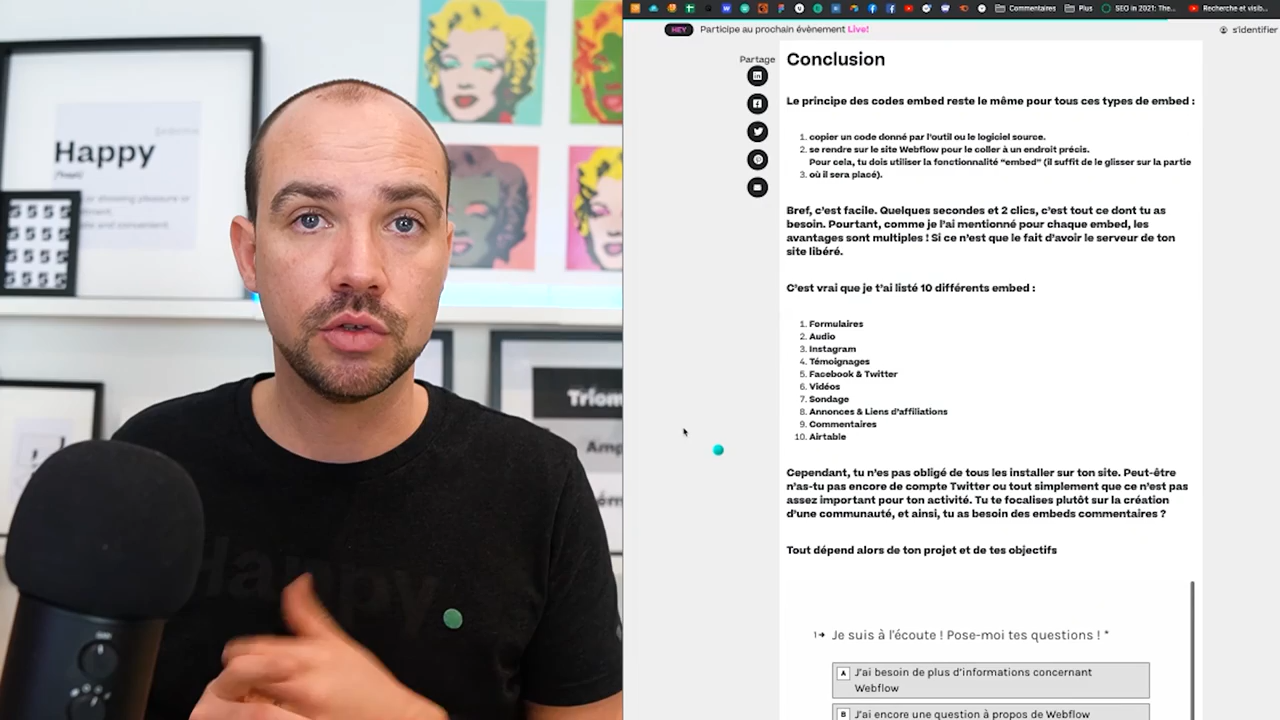 Happy
Happy
Commentaires
Plus
SEO in 2021: The...
Recherche et visib...
HEY
Participe au prochain évènement Live!
s'identifier
Partage
Conclusion
Le principe des codes embed reste le même pour tous ces types de embed :
1. copier un code donné par l'outil ou le logiciel source.
2. se rendre sur le site Webflow pour le coller à un endroit précis.
Pour cela, tu dois utiliser la fonctionnalité “embed” (il suffit de le glisser sur la partie
3. où il sera placé).
Bref, c'est facile. Quelques secondes et 2 clics, c'est tout ce dont tu as
besoin. Pourtant, comme je l'ai mentionné pour chaque embed, les
avantages sont multiples ! Si ce n'est que le fait d'avoir le serveur de ton
site libéré.
C'est vrai que je t'ai listé 10 différents embed :
1. Formulaires
2. Audio
3. Instagram
4. Témoignages
5. Facebook & Twitter
6. Vidéos
7. Sondage
8. Annonces & Liens d'affiliations
9. Commentaires
10. Airtable
Cependant, tu n'es pas obligé de tous les installer sur ton site. Peut-être
n'as-tu pas encore de compte Twitter ou tout simplement que ce n'est pas
assez important pour ton activité. Tu te focalises plutôt sur la création
d'une communauté, et ainsi, tu as besoin des embeds commentaires ?
Tout dépend alors de ton projet et de tes objectifs
1→ Je suis à l'écoute ! Pose-moi tes questions ! *
A J'ai besoin de plus d'informations concernant
Webflow
B J'ai encore une question à propos de Webflow